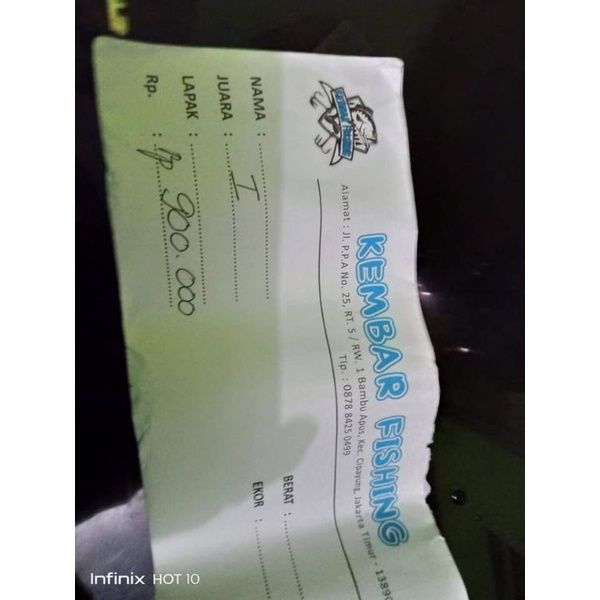 KEMBAR FISHING
Alamat : Jl. P.P.A No. 25, RT. 5 / RW. 1 Bambu Apus, Kec. Cipayung, Jakarta Timur - 1389
Tlp. : 0878 8425 0499
NAMA : ....................
JUARA : ........ I ............
LAPAK : ....................
Rp. : Rp 900.000
BERAT : ........
EKOR : ........
Infinix HOT 10